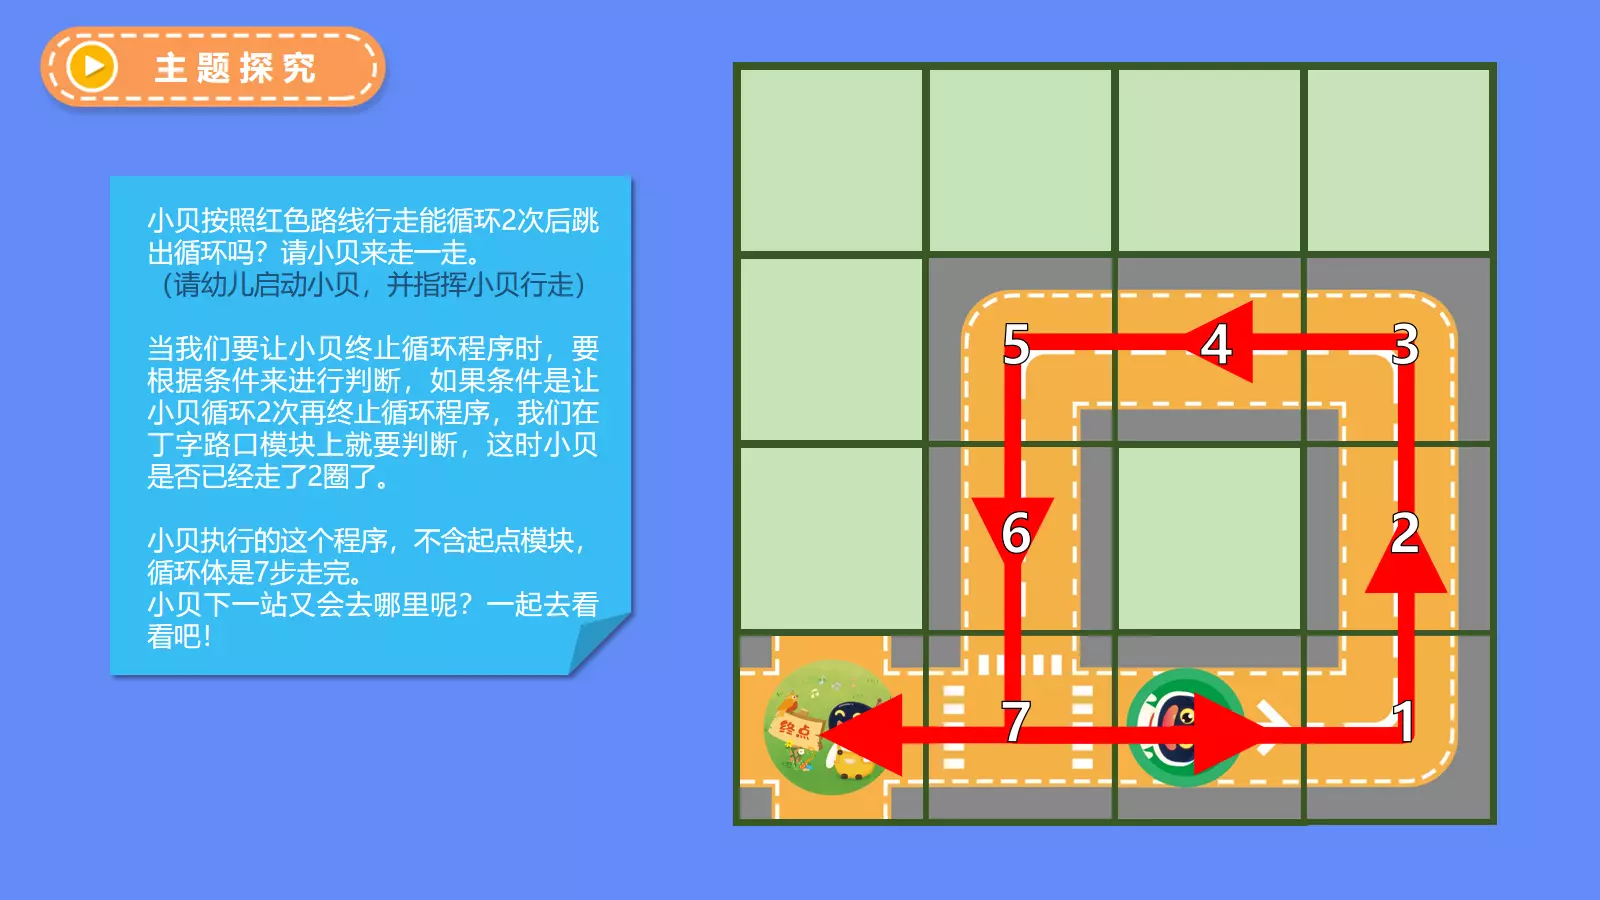 主题探究
小贝按照红色路线行走能循环2次后跳
出循环吗？请小贝来走一走。
（请幼儿启动小贝，并指挥小贝行走）
当我们要让小贝终止循环程序时，要
根据条件来进行判断，如果条件是让
小贝循环2次再终止循环程序，我们在
丁字路口模块上就要判断，这时小贝
是否已经走了2圈了。
小贝执行的这个程序，不含起点模块，
循环体是7步走完。
小贝下一站又会去哪里呢？一起去看
看吧！
5 4 3
6 2
终点
7 1